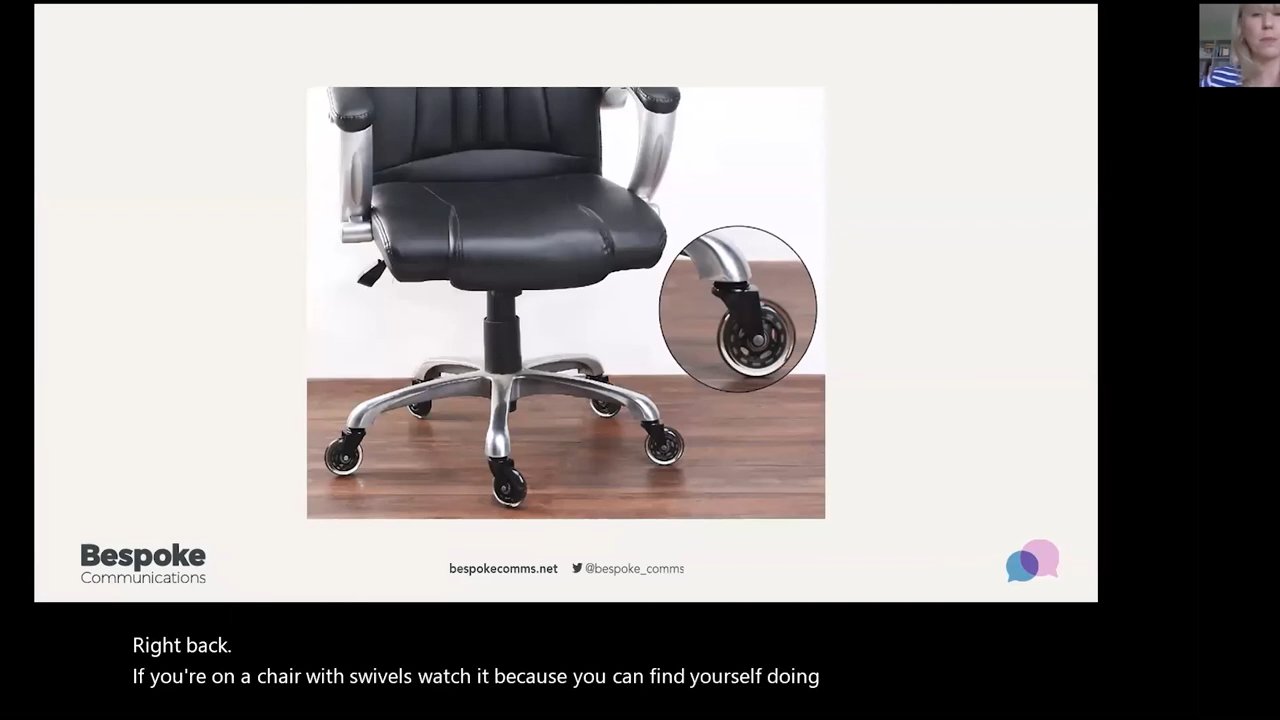 Bespoke
Communications
bespokecomms.net @bespoke_comms
Right back.
If you're on a chair with swivels watch it because you can find yourself doing